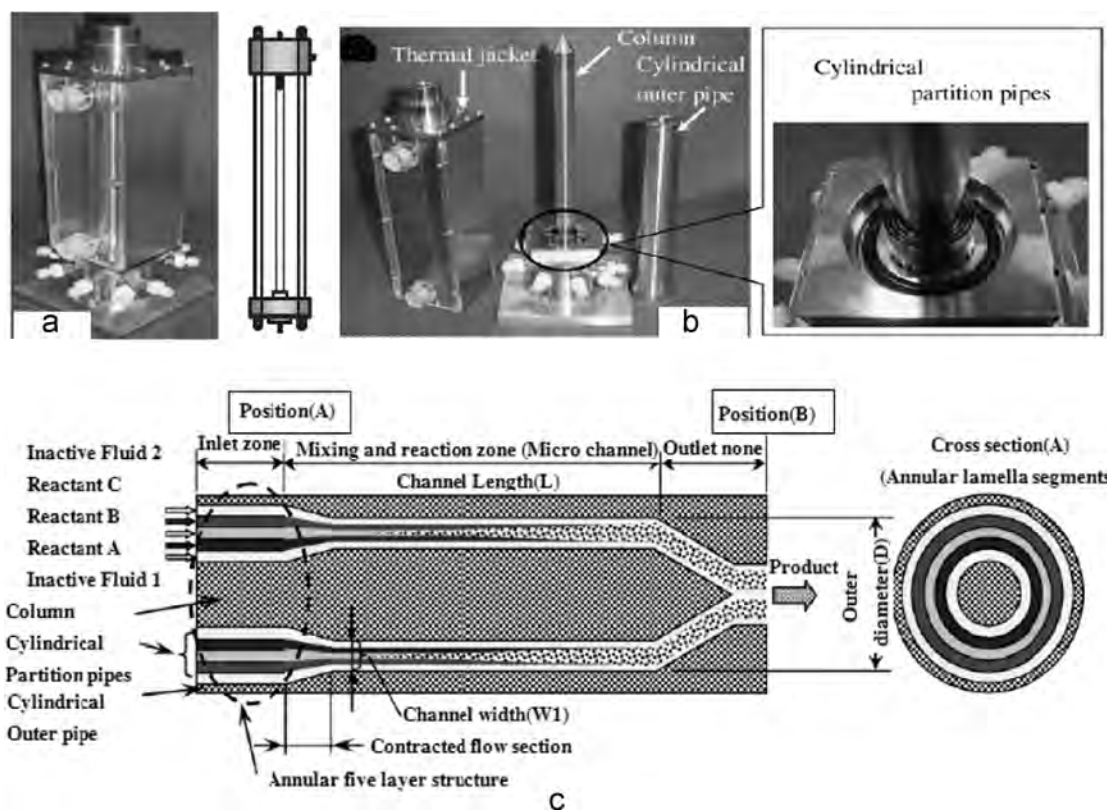 a
Thermal jacket
Column
Cylindrical
outer pipe
b
Cylindrical
partition pipes
Position(A)
Position(B)
Inlet zone
Mixing and reaction zone (Micro channel)
Outlet none
Channel Length(L)
Inactive Fluid 2
Reactant C
Reactant B
Reactant A
Inactive Fluid 1
Column
Cylindrical
Partition pipes
Cylindrical
Outer pipe
Product
Outer
diameter(D)
Cross section(A)
(Annular lamella segments
Channel width(W1)
Contracted flow section
Annular five layer structure
c